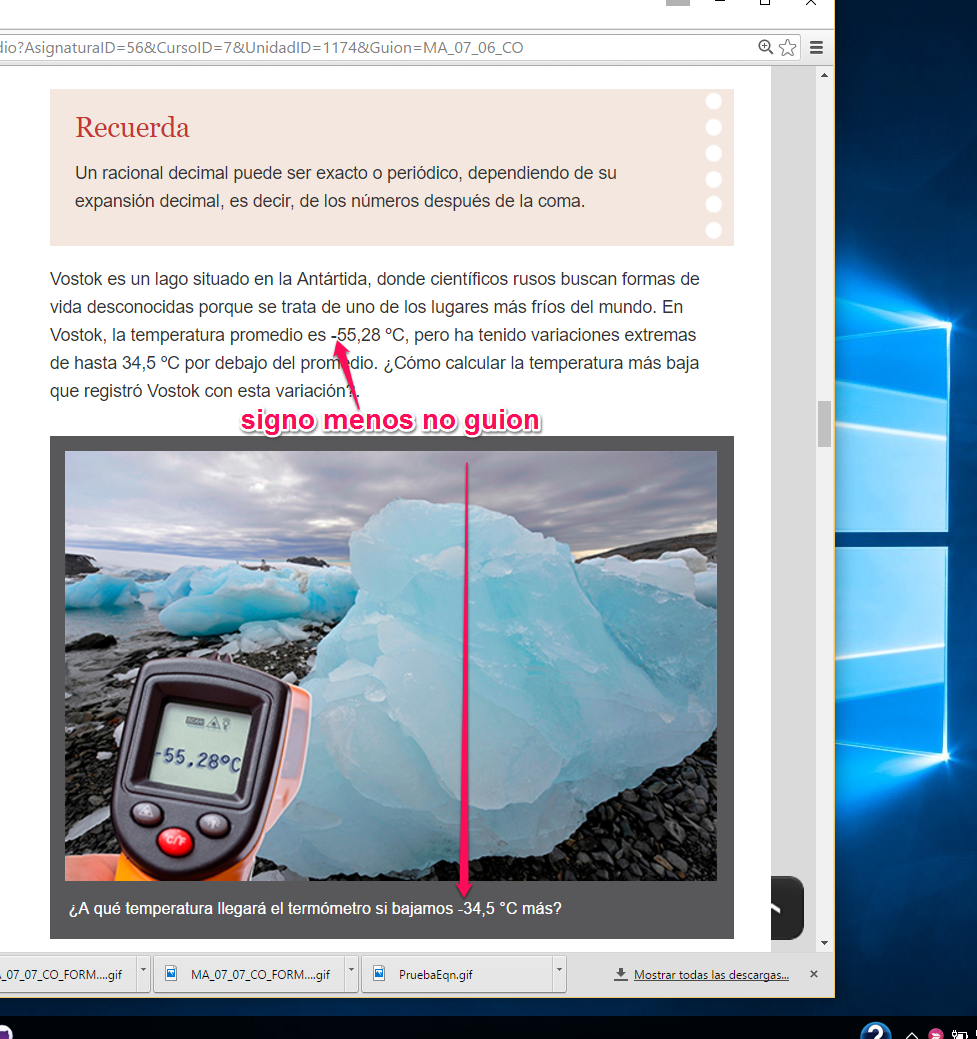 dio?AsignaturaID=56&CursoID=7&UnidadID=1174&Guion=MA_07_06_CO
Recuerda
Un racional decimal puede ser exacto o periódico, dependiendo de su
expansión decimal, es decir, de los números después de la coma.
Vostok es un lago situado en la Antártida, donde científicos rusos buscan formas de
vida desconocidas porque se trata de uno de los lugares más fríos del mundo. En
Vostok, la temperatura promedio es -55,28 ºC, pero ha tenido variaciones extremas
de hasta 34,5 ºC por debajo del promedio. ¿Cómo calcular la temperatura más baja
que registró Vostok con esta variación?.
signo menos no guion
SCAN
-55,28ºC
C/F
¿A qué temperatura llegará el termómetro si bajamos -34,5 °C más?
A_07_07_CO_FORM....gif
MA_07_07_CO_FORM....gif
PruebaEqn.gif
Mostrar todas las descargas...